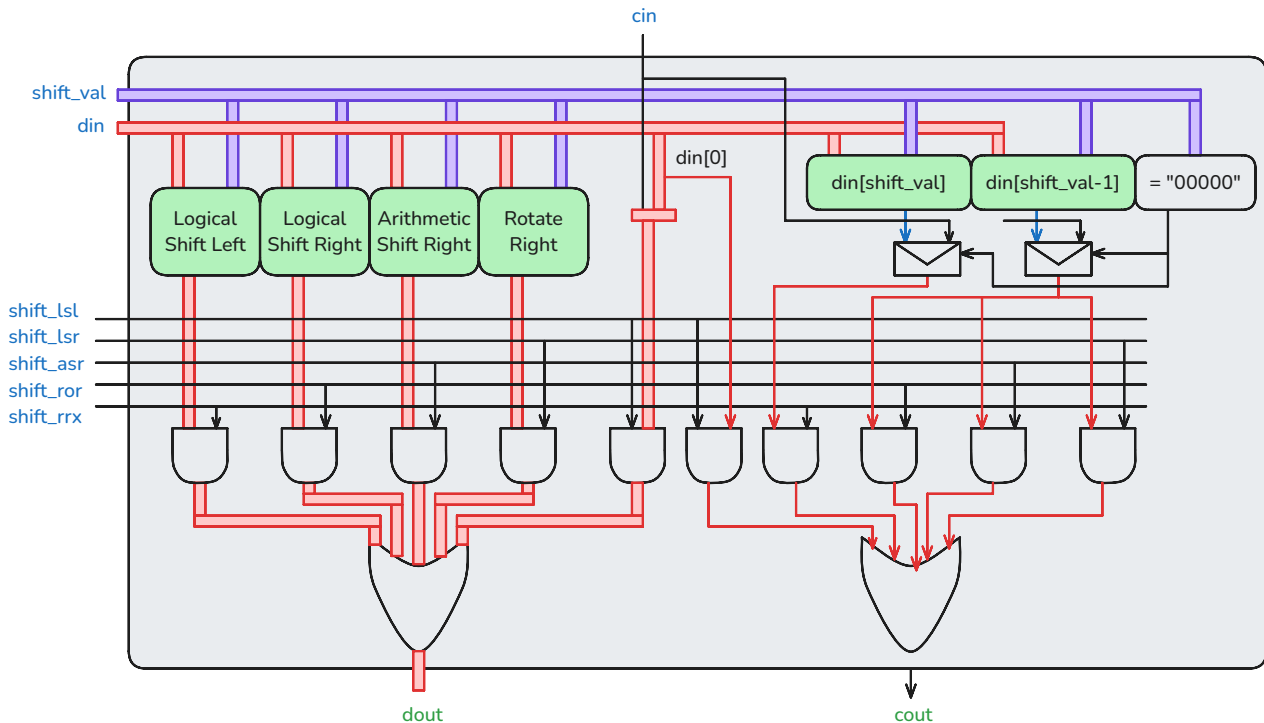 cin
shift_val
din
din[0]
din[shift_val]
din[shift_val-1]
= "00000"
Logical
Shift Left
Logical
Shift Right
Arithmetic
Shift Right
Rotate
Right
shift_lsl
shift_lsr
shift_asr
shift_ror
shift_rrx
dout
cout